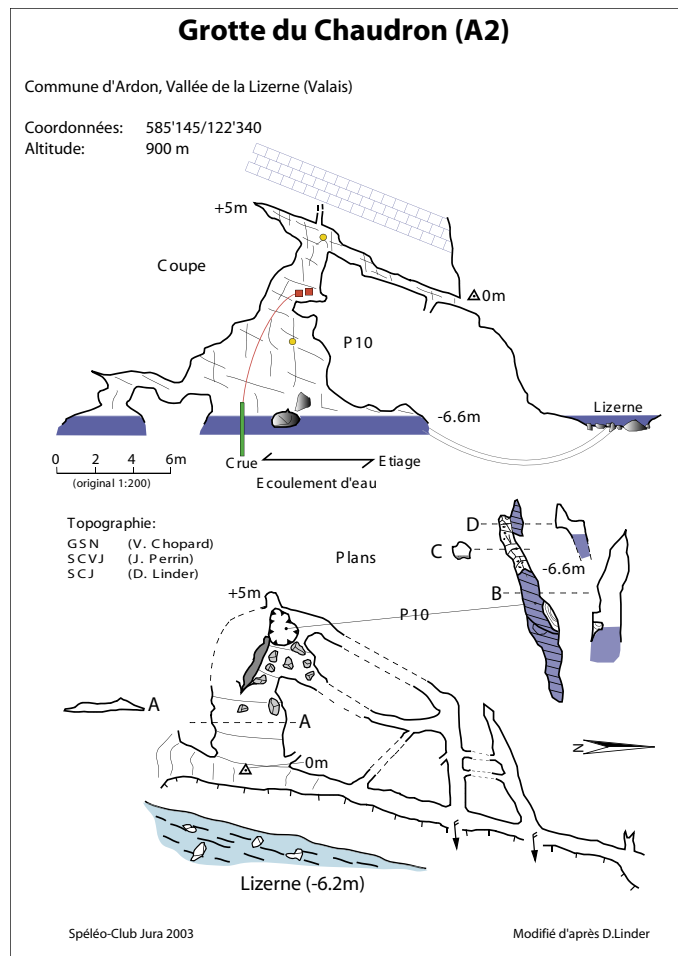 Grotte du Chaudron (A2)
Commune d'Ardon, Vallée de la Lizerne (Valais)
Coordonnées: 585'145/122'340
Altitude: 900 m
+5m
Coupe
0m
P10
-6.6m
Lizerne
0 2 4 6m
(original 1:200)
Crue Etiage
Ecoulement d'eau
Topographie:
GSN (V. Chopard)
SCVJ (J. Perrin)
SCJ (D. Linder)
Plans
D
C
-6.6m
B
+5m
P10
A
A
N
0m
Lizerne (-6.2m)
Spéléo-Club Jura 2003
Modifié d'après D.Linder